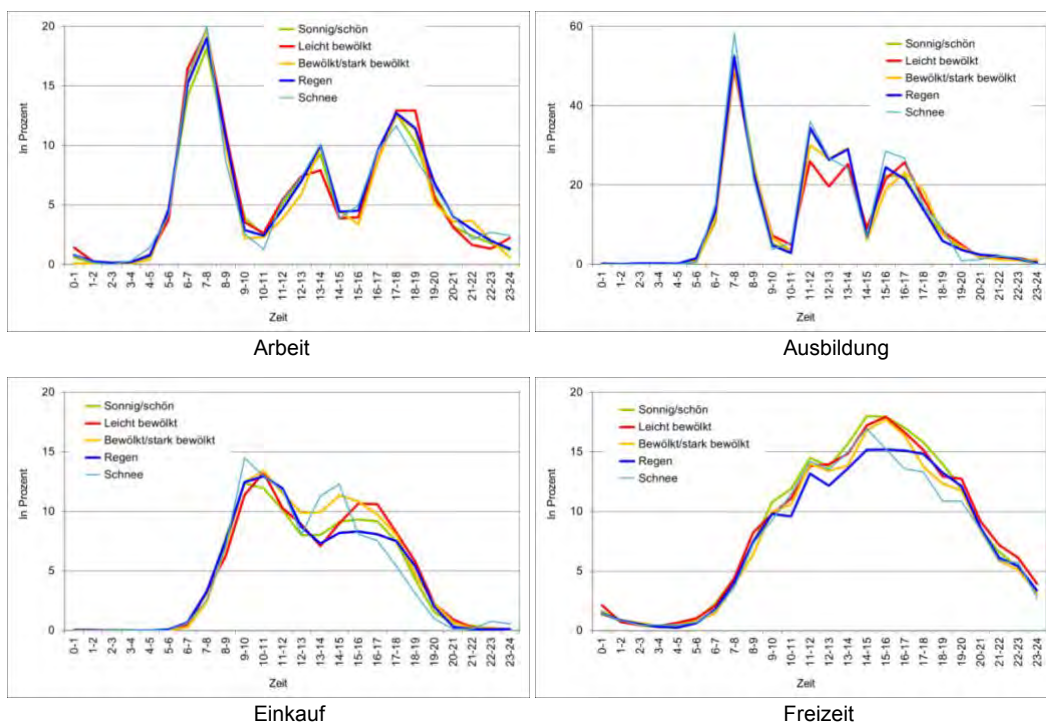 20
15
10
5
0
In Prozent
Sonnig/schön
Leicht bewölkt
Bewölkt/stark bewölkt
Regen
Schnee
0-1 1-2 2-3 3-4 4-5 5-6 6-7 7-8 8-9 9-10 10-11 11-12 12-13 13-14 14-15 15-16 16-17 17-18 18-19 19-20 20-21 21-22 22-23 23-24
Zeit
Arbeit
60
40
20
0
In Prozent
Sonnig/schön
Leicht bewölkt
Bewölkt/stark bewölkt
Regen
Schnee
0-1 1-2 2-3 3-4 4-5 5-6 6-7 7-8 8-9 9-10 10-11 11-12 12-13 13-14 14-15 15-16 16-17 17-18 18-19 19-20 20-21 21-22 22-23 23-24
Zeit
Ausbildung
20
15
10
5
0
In Prozent
Sonnig/schön
Leicht bewölkt
Bewölkt/stark bewölkt
Regen
Schnee
0-1 1-2 2-3 3-4 4-5 5-6 6-7 7-8 8-9 9-10 10-11 11-12 12-13 13-14 14-15 15-16 16-17 17-18 18-19 19-20 20-21 21-22 22-23 23-24
Zeit
Einkauf
20
15
10
5
0
In Prozent
Sonnig/schön
Leicht bewölkt
Bewölkt/stark bewölkt
Regen
Schnee
0-1 1-2 2-3 3-4 4-5 5-6 6-7 7-8 8-9 9-10 10-11 11-12 12-13 13-14 14-15 15-16 16-17 17-18 18-19 19-20 20-21 21-22 22-23 23-24
Zeit
Freizeit